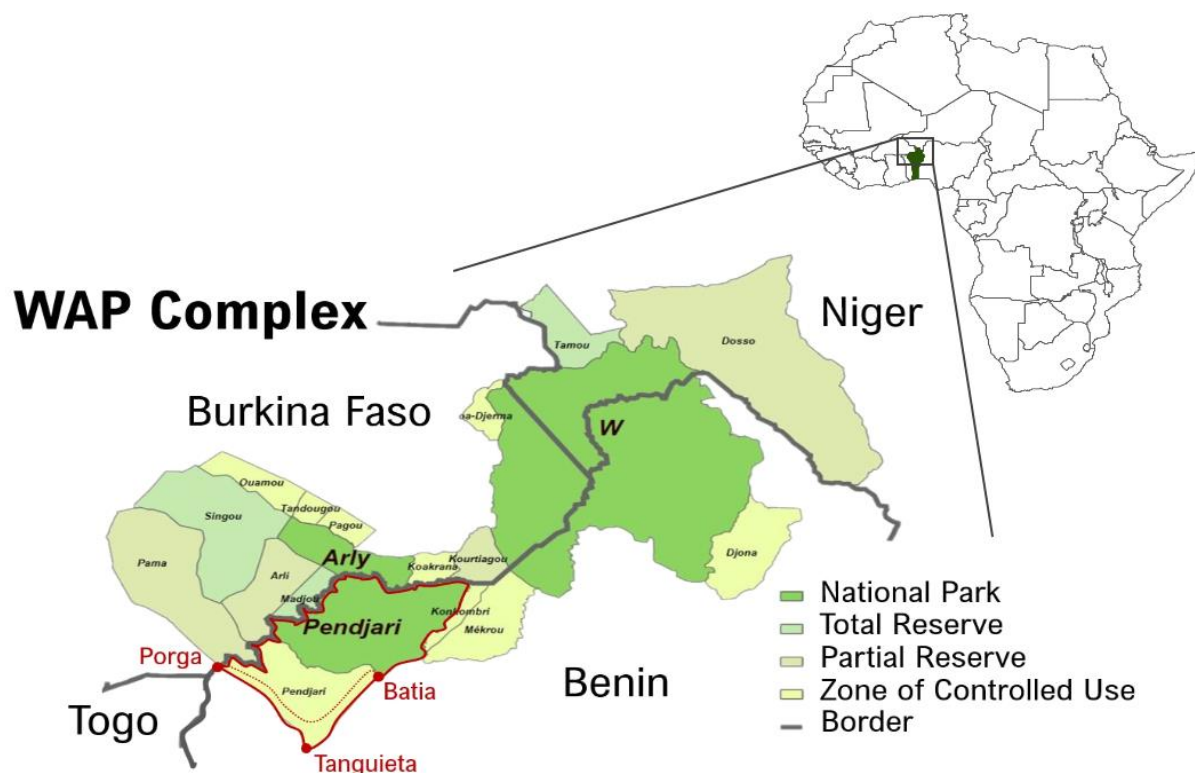 WAP Complex
Niger
Tamou
Dosso
Burkina Faso
W
Ouamou
Tandougou
Pagou
Singou
Pama
Arly
Arli
Koakrana
Kourtiagou
Madjou
Djona
Konkombri
Mékrou
Pendjari
Porga
Pendjari
Batia
Benin
Togo
Tanguieta
National Park
Total Reserve
Partial Reserve
Zone of Controlled Use
Border